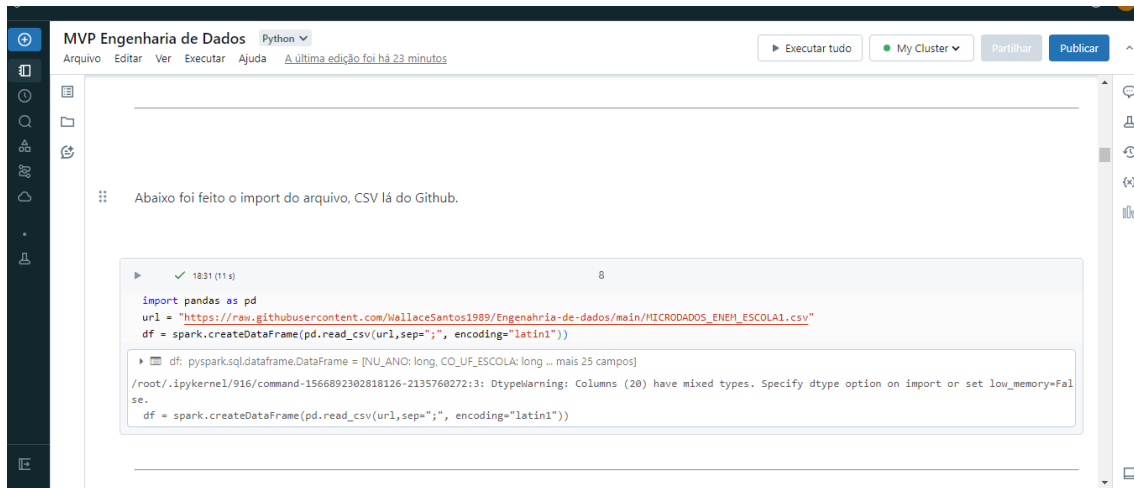 MVP Engenharia de Dados Python
Arquivo Editar Ver Executar Ajuda A última edição foi há 23 minutos
Executar tudo
My Cluster
Partilhar
Publicar
Abaixo foi feito o import do arquivo, CSV lá do Github.
18:31 (11 s)
8
import pandas as pd
url = "https://raw.githubusercontent.com/WallaceSantos1989/Engenahria-de-dados/main/MICRODADOS_ENEM_ESCOLA1.csv"
df = spark.createDataFrame(pd.read_csv(url,sep=";", encoding="latin1"))
df: pyspark.sql.dataframe.DataFrame = [NU_ANO: long, CO_UF_ESCOLA: long ... mais 25 campos]
/root/.ipykernel/916/command-1566892302818126-2135760272:3: DtypeWarning: Columns (20) have mixed types. Specify dtype option on import or set low_memory=Fal
se.
df = spark.createDataFrame(pd.read_csv(url,sep=";", encoding="latin1"))